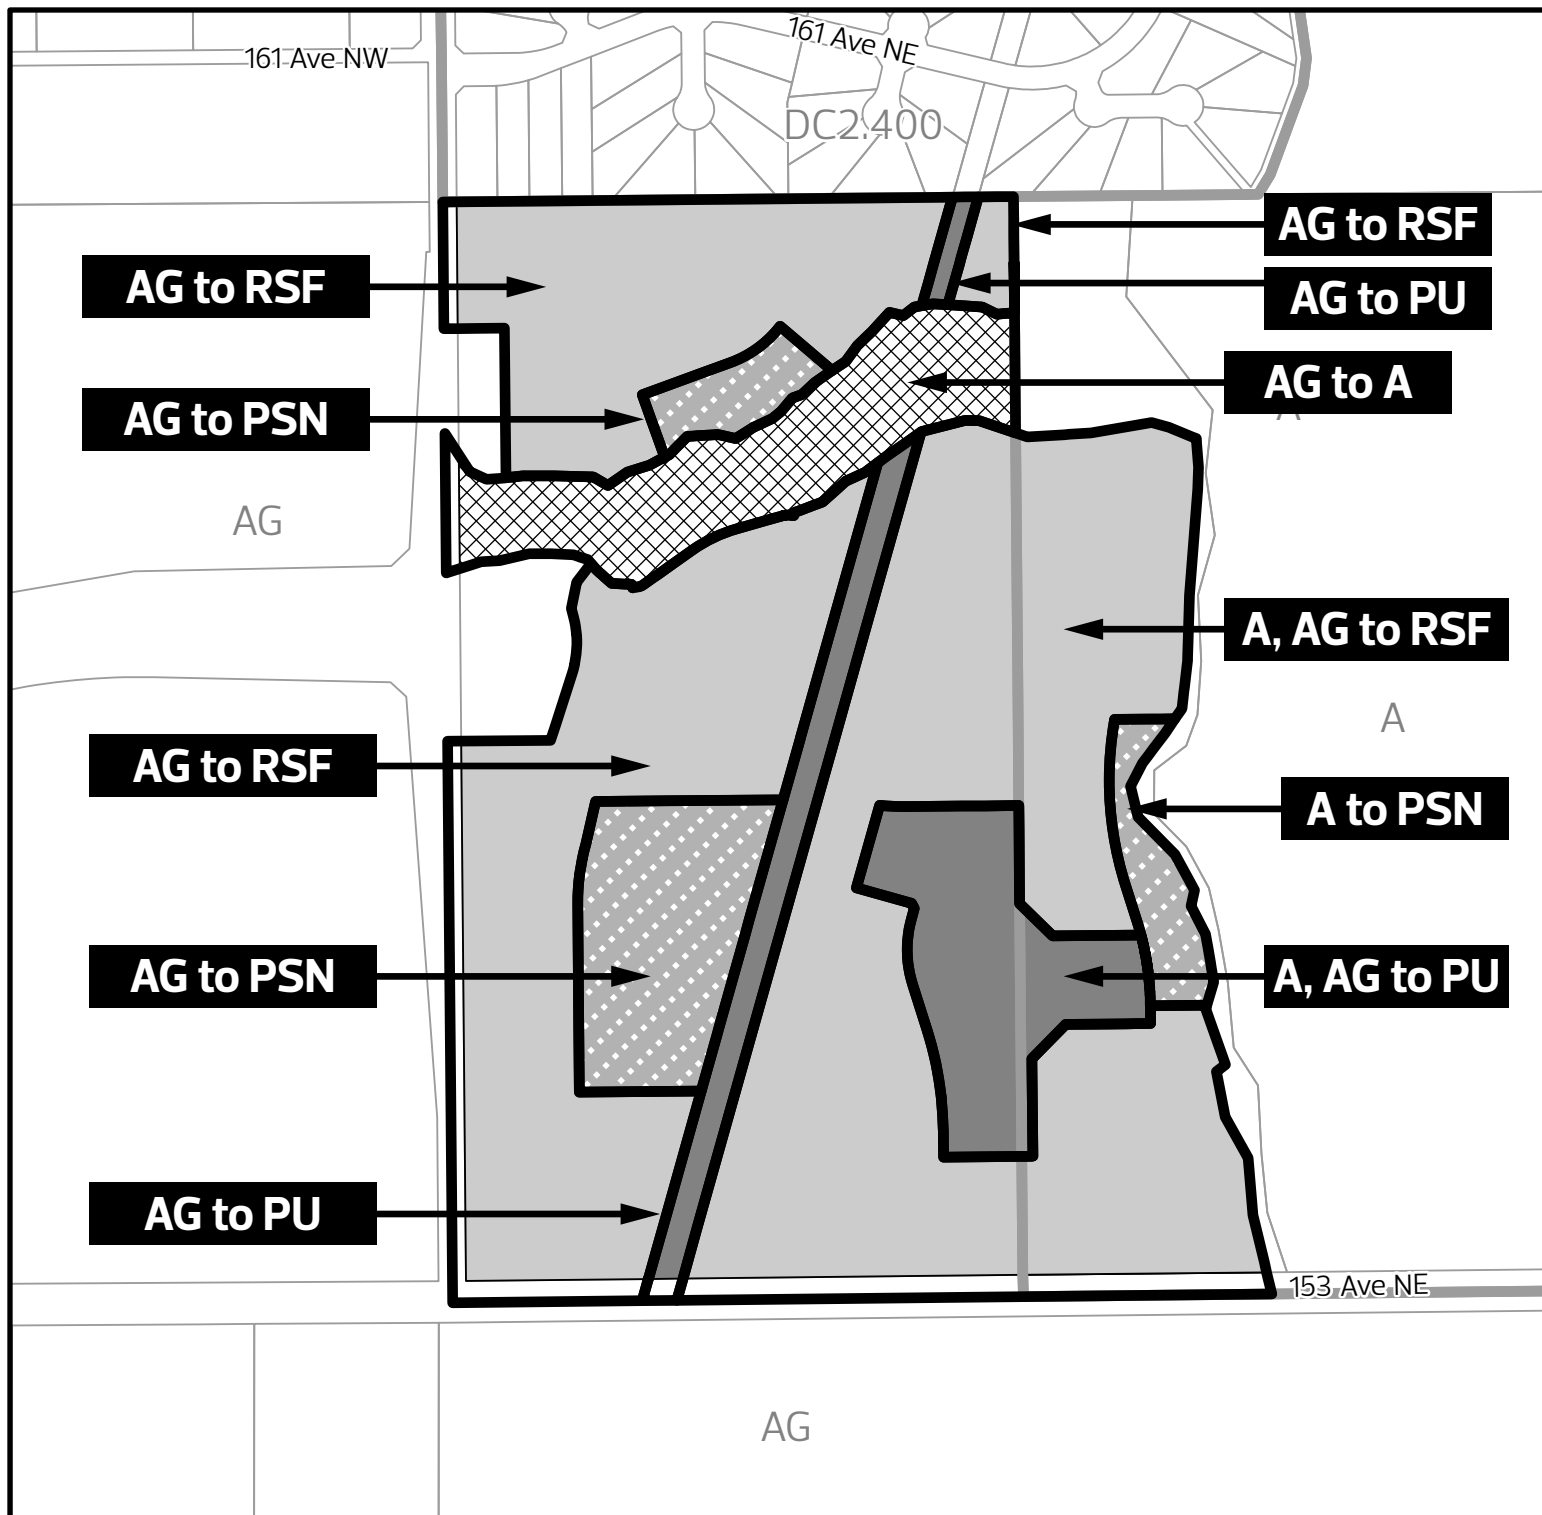 161 Ave NW
161 Ave NE
DC2.400
AG to RSF
AG to RSF
AG to PU
AG to A
AG to PSN
A
AG
A, AG to RSF
A
AG to RSF
A to PSN
AG to PSN
A, AG to PU
AG to PU
153 Ave NE
AG